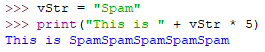 >>> vStr = "Spam"
>>> print("This is " + vStr * 5)
This is SpamSpamSpamSpamSpam